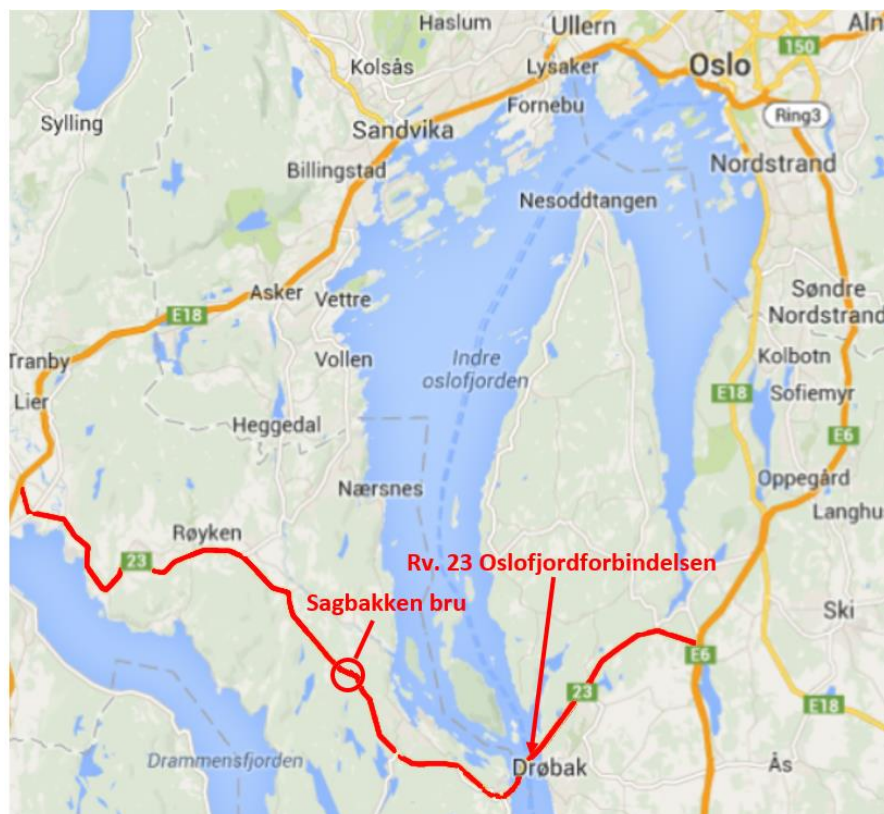 Haslum
Ullern
Aln
150
Kolsås
Lysaker
Oslo
Sylling
Fornebu
Ring3
Sandvika
Nordstrand
Billingstad
Nesoddtangen
Asker
Vettre
Søndre
Nordstrand
E18
Tranby
Vollen
Indre
oslofjorden
Kolbotn
Lier
E18
Sofiemyr
Heggedal
E6
Oppegård
Nærsnes
Langhu
Røyken
23
Rv. 23 Oslofjordforbindelsen
Sagbakken bru
Ski
E6
23
E18
Drammensfjorden
Drøbak
Ås